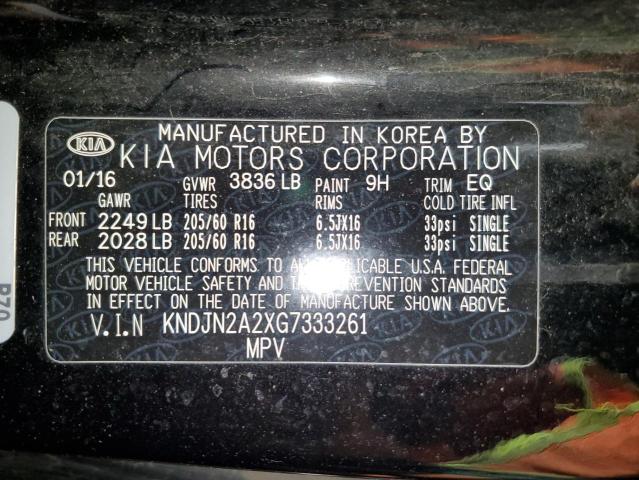 MANUFACTURED IN KOREA BY
KIA KIA MOTORS CORPORATION
01/16 GVWR 3836 LB PAINT 9H TRIM EQ
GAWR TIRES RIMS COLD TIRE INFL
FRONT 2249 LB 205/60 R16 6.5JX16 33psi SINGLE
REAR 2028 LB 205/60 R16 6.5JX16 33psi SINGLE
THIS VEHICLE CONFORMS TO ALL APPLICABLE U.S.A. FEDERAL
MOTOR VEHICLE SAFETY AND THEFT PREVENTION STANDARDS
IN EFFECT ON THE DATE OF MANUFACTURE SHOWN ABOVE.
V.I.N KNDJN2A2XG7333261
MPV